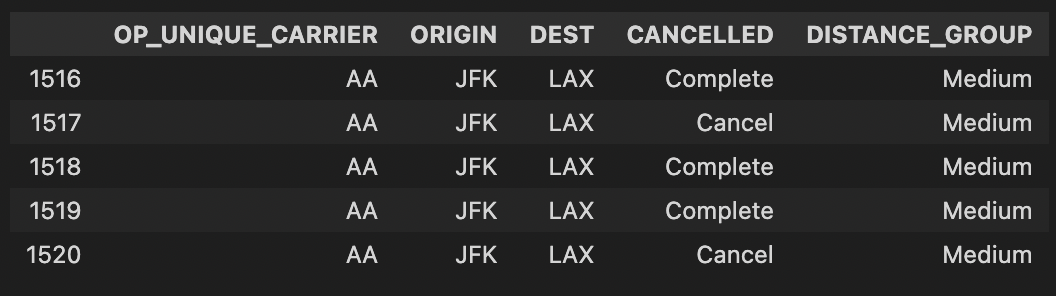 OP_UNIQUE_CARRIER ORIGIN DEST CANCELLED DISTANCE_GROUP
1516 AA JFK LAX Complete Medium
1517 AA JFK LAX Cancel Medium
1518 AA JFK LAX Complete Medium
1519 AA JFK LAX Complete Medium
1520 AA JFK LAX Cancel Medium